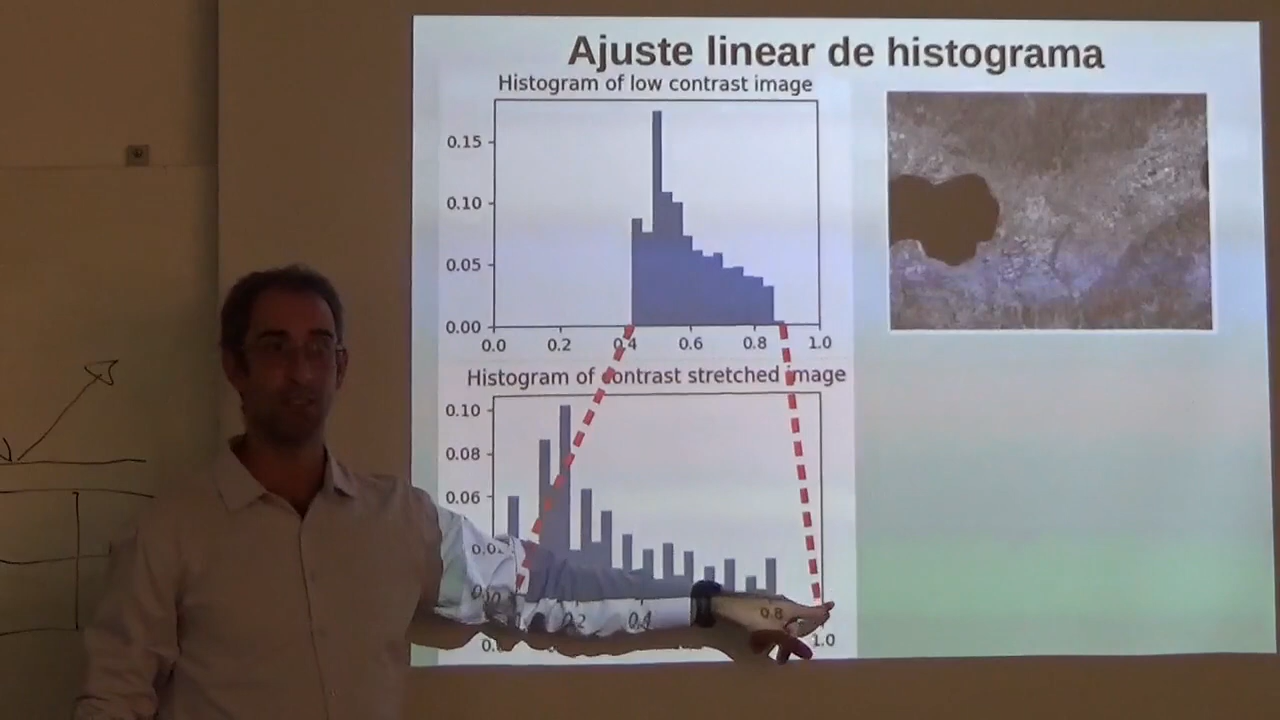 Ajuste linear de histograma
Histogram of low contrast image
0.15
0.10
0.05
0.00
0.0 0.2 0.4 0.6 0.8 1.0
Histogram of contrast stretched image
0.10
0.08
0.06
0.2 0.4 0.8
1.0